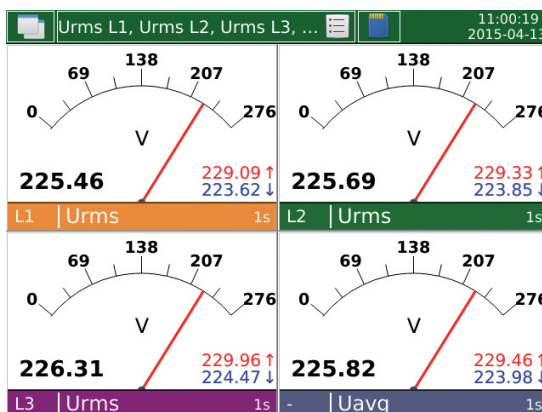 Urms L1, Urms L2, Urms L3, ...
11:00:19
2015-04-13
0 69 138 207 276
V
225.46
229.09↑
223.62↓
L1 Urms 1s
0 69 138 207 276
V
225.69
229.33↑
223.85↓
L2 Urms 1s
0 69 138 207 276
V
226.31
229.96↑
224.47↓
L3 Urms 1s
0 69 138 207 276
V
225.82
229.46↑
223.98↓
- Uavg 1s